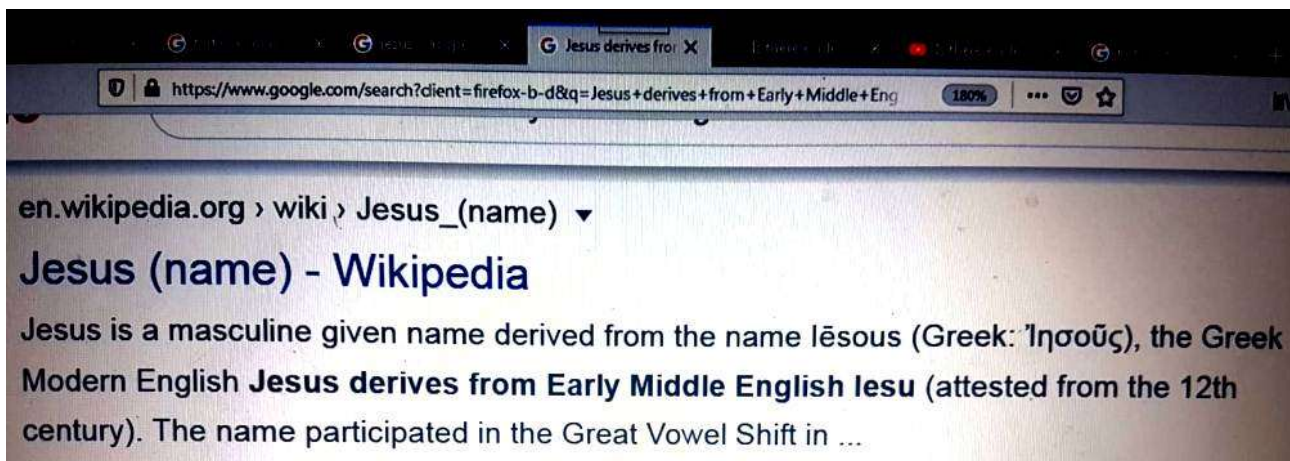 Jesus derives fror
https://www.google.com/search?client=firefox-b-d&q=Jesus+derives+from+Early+Middle+Eng 180%
en.wikipedia.org › wiki › Jesus_(name)
Jesus (name) - Wikipedia
Jesus is a masculine given name derived from the name Iēsous (Greek: Ἰησοῦς), the Greek
Modern English Jesus derives from Early Middle English Iesu (attested from the 12th
century). The name participated in the Great Vowel Shift in ...